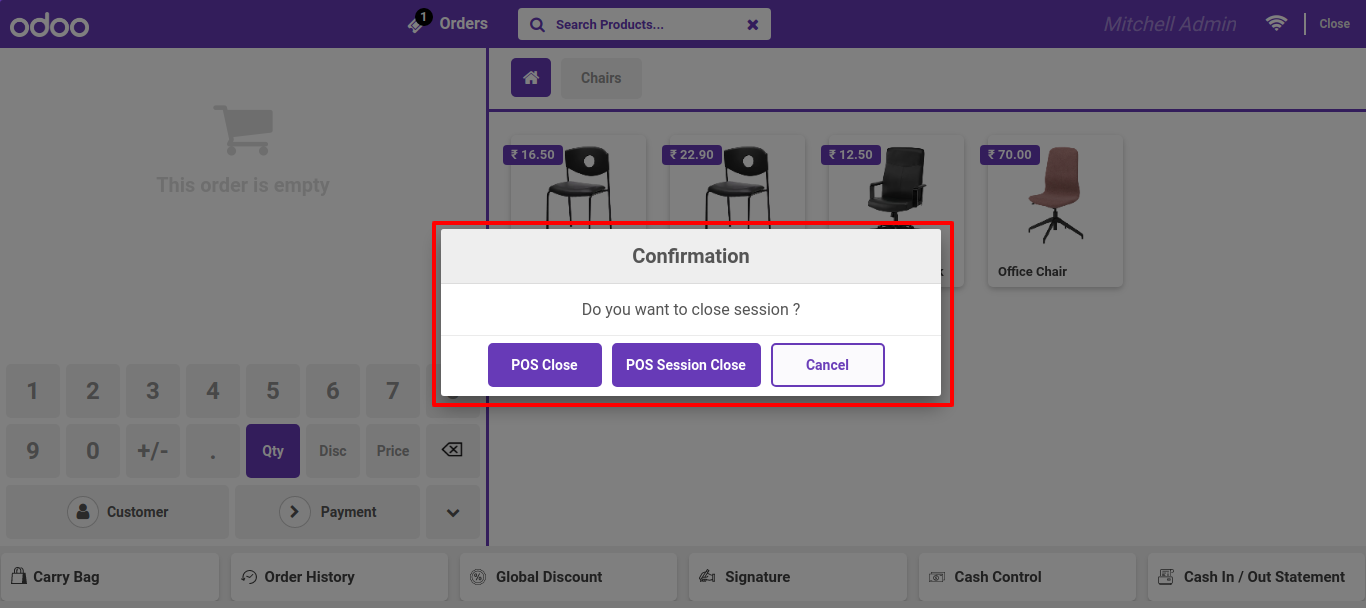 odoo
1
Orders
Search Products...
Mitchell Admin
Close
Chairs
This order is empty
₹ 16.50
₹ 22.90
₹ 12.50
₹ 70.00
Office Chair
Confirmation
Do you want to close session ?
POS Close
POS Session Close
Cancel
1 2 3 4 5 6 7
9 0 +/- . Qty Disc Price
Customer
Payment
Carry Bag
Order History
Global Discount
Signature
Cash Control
Cash In / Out Statement